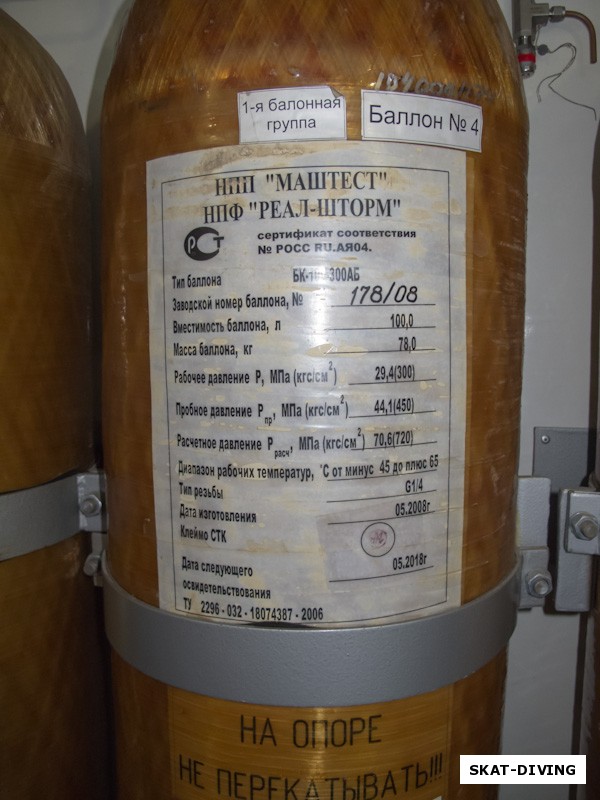 1-я балонная
группа
Баллон № 4
НПП "МАШТЕСТ"
НПФ "РЕАЛ-ШТОРМ"
РСТ
сертификат соответствия
№ РОСС RU.АЯ04.
Тип баллона 300АБ
Заводской номер баллона, № 178/08
Вместимость баллона, л 100,0
Масса баллона, кг 78,0
Рабочее давление Р, МПа (кгс/см²) 29,4(300)
Пробное давление Рпр, МПа (кгс/см²) 44,1(450)
Расчетное давление Ррасч, МПа (кгс/см²) 70,6(720)
Диапазон рабочих температур, °С от минус 45 до плюс 65
Тип резьбы G1/4
Дата изготовления 05.2008г
Клеймо СТК
Дата следующего
освидетельствования 05.2018г
ТУ 2296 - 032 - 18074387 - 2006
НА ОПОРЕ
НЕ ПЕРЕКАТЫВАТЬ!!!
SKAT-DIVING